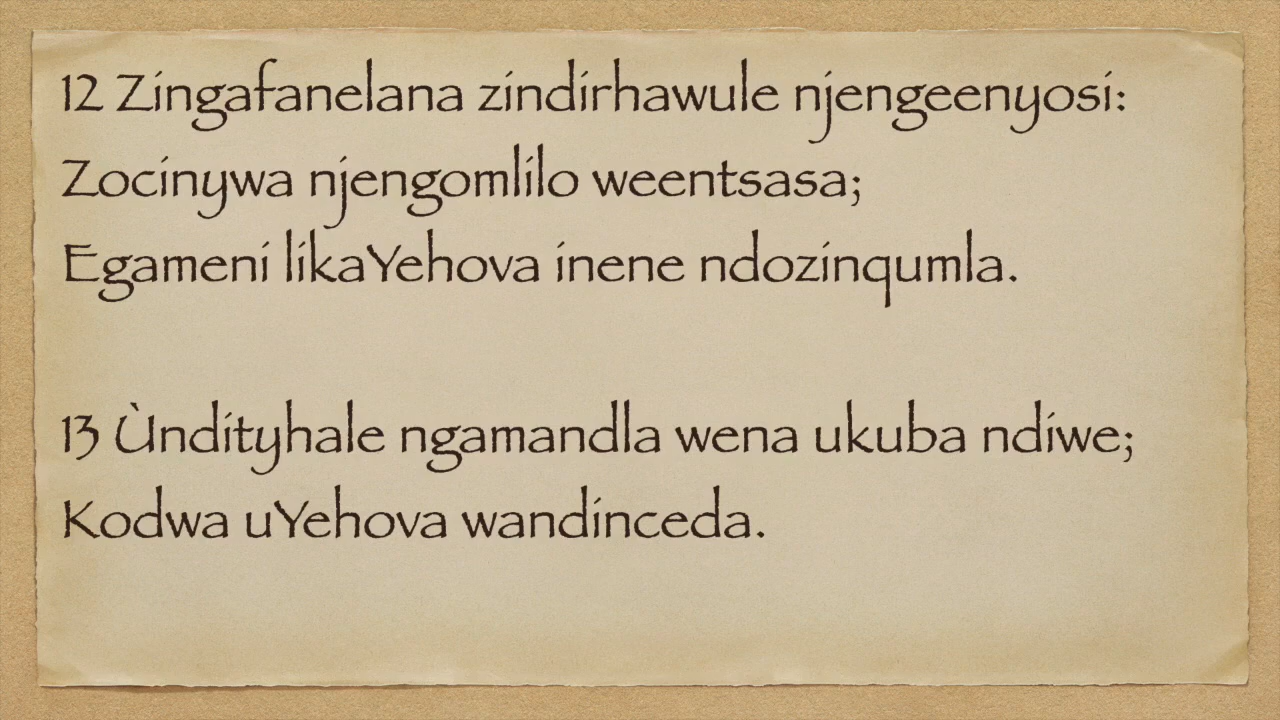 12 Zingafanelana zindirhawule njengeenyosi:
Zocinywa njengomlilo weentsasa;
Egameni likaYehova inene ndozinqumla.
13 Ùndityhale ngamandla wena ukuba ndiwe;
Kodwa uYehova wandinceda.